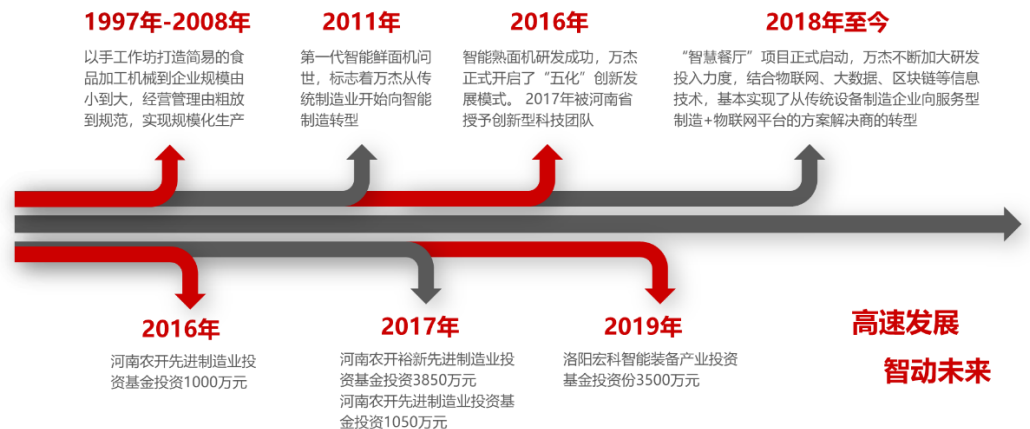 1997年-2008年
以手工作坊打造简易的食
品加工机械到企业规模由
小到大，经营管理由粗放
到规范，实现规模化生产
2011年
第一代智能鲜面机问
世，标志着万杰从传
统制造业开始向智能
制造转型
2016年
智能熟面机研发成功，万杰
正式开启了“五化”创新发
展模式。 2017年被河南省
授予创新型科技团队
2018年至今
“智慧餐厅”项目正式启动，万杰不断加大研发
投入力度，结合物联网、大数据、区块链等信息
技术，基本实现了从传统设备制造企业向服务型
制造+物联网平台的方案解决商的转型
2016年
河南农开先进制造业投
资基金投资1000万元
2017年
河南农开裕新先进制造业投
资基金投资3850万元
河南农开先进制造业投资基
金投资1050万元
2019年
洛阳宏科智能装备产业投资
基金投资份3500万元
高速发展
智动未来